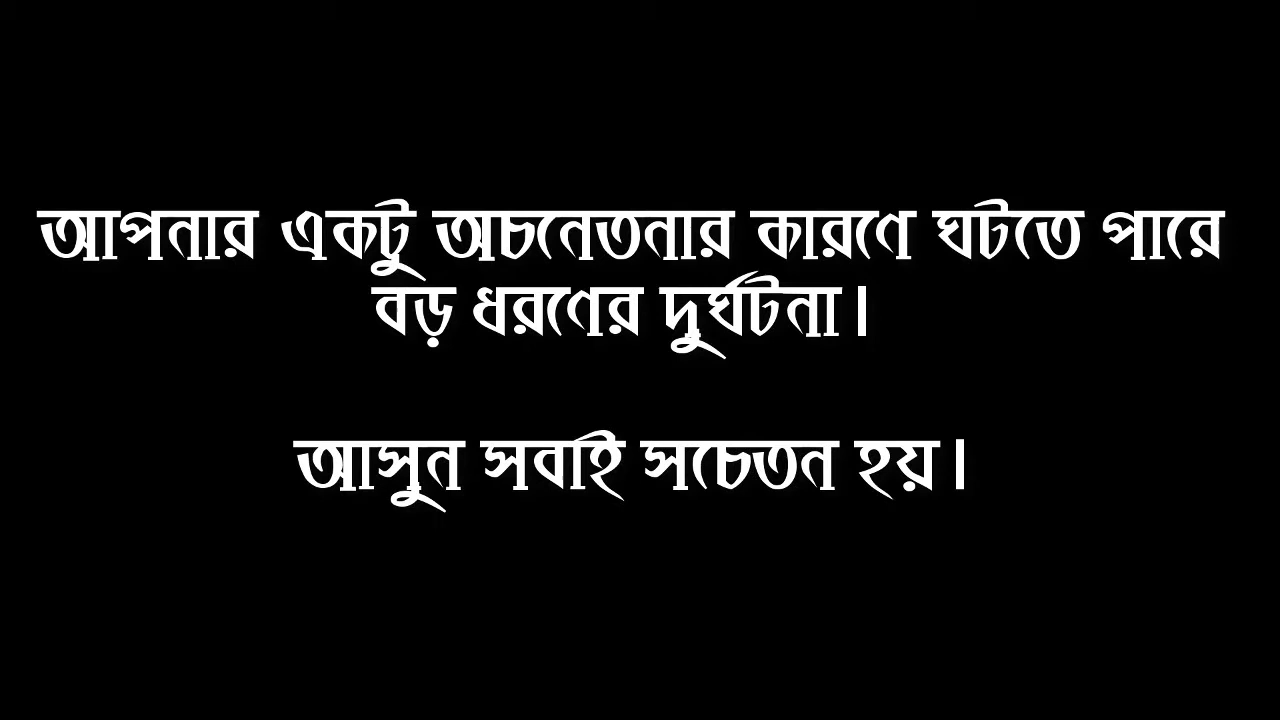 আপনার একটু অচনেতনার কারণে ঘটতে পারে
বড় ধরণের দুর্ঘটনা।
আসুন সবাই সচেতন হয়।